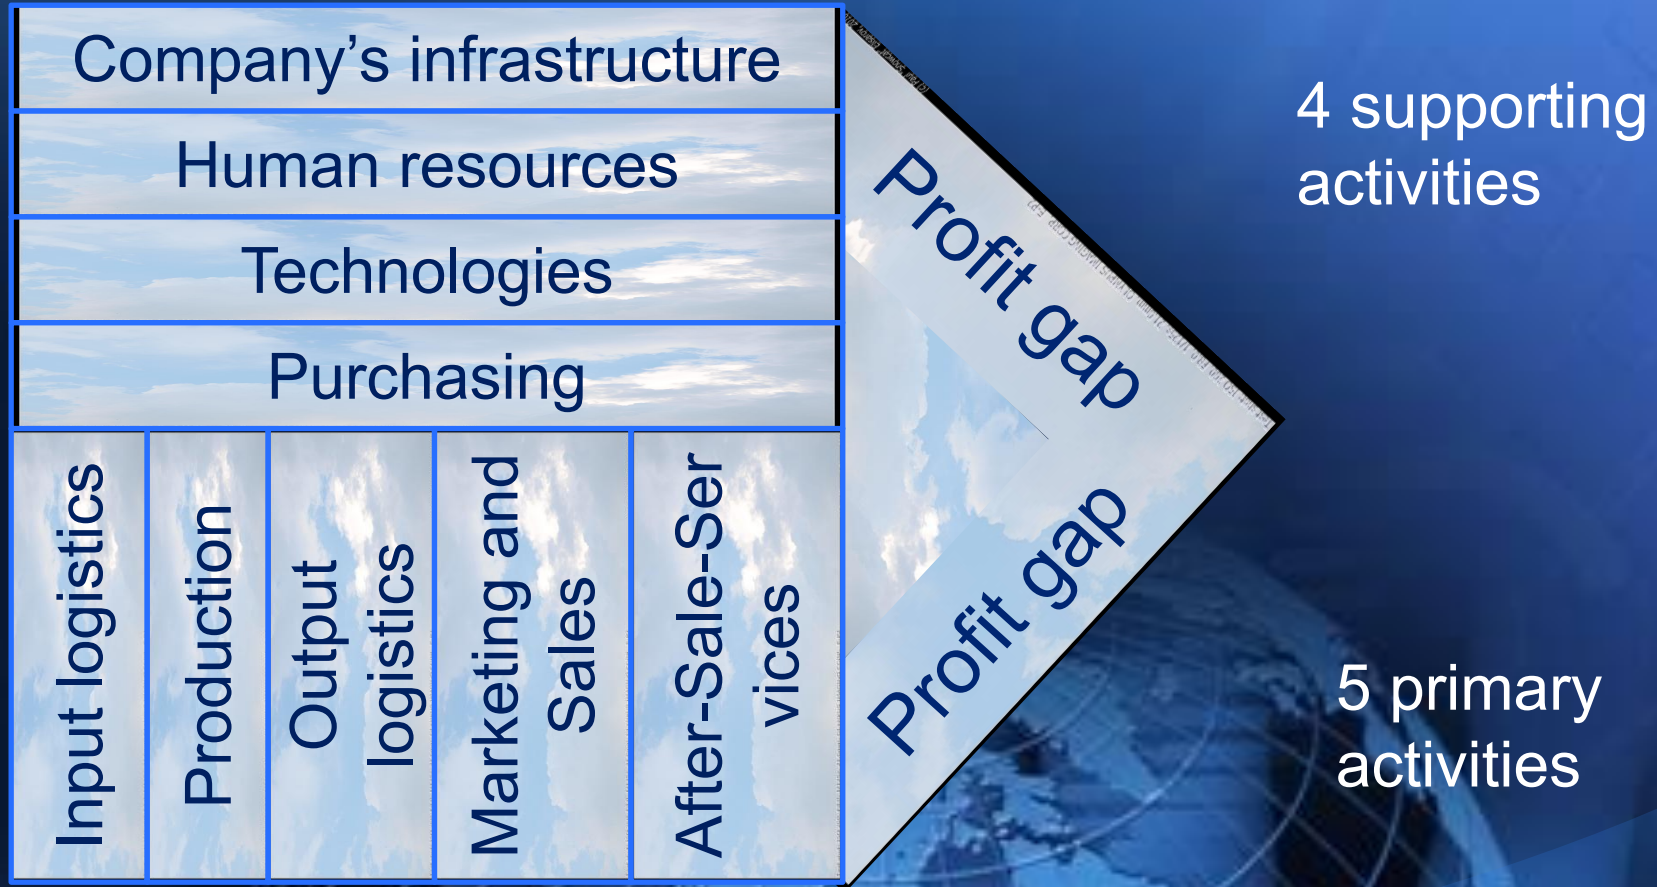 Company’s infrastructure
Human resources
Technologies
Purchasing
Input logistics
Production
Output
logistics
Marketing and
Sales
After-Sale-Ser
vices
Profit gap
Profit gap
4 supporting
activities
5 primary
activities